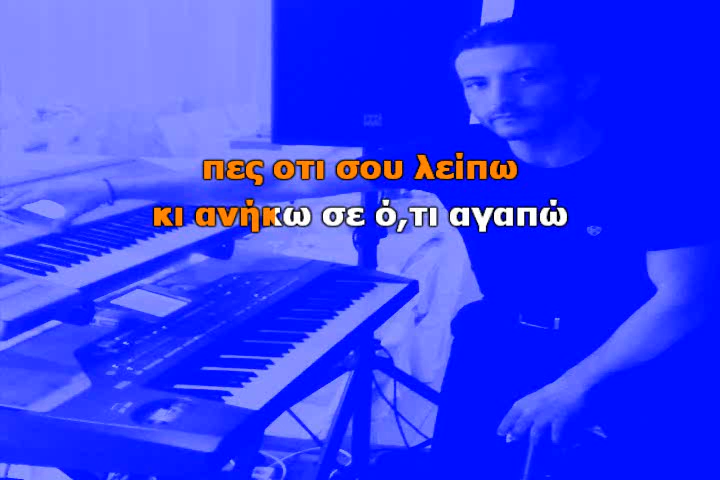 πες οτι σου λείπω
κι ανήκω σε ό,τι αγαπώ